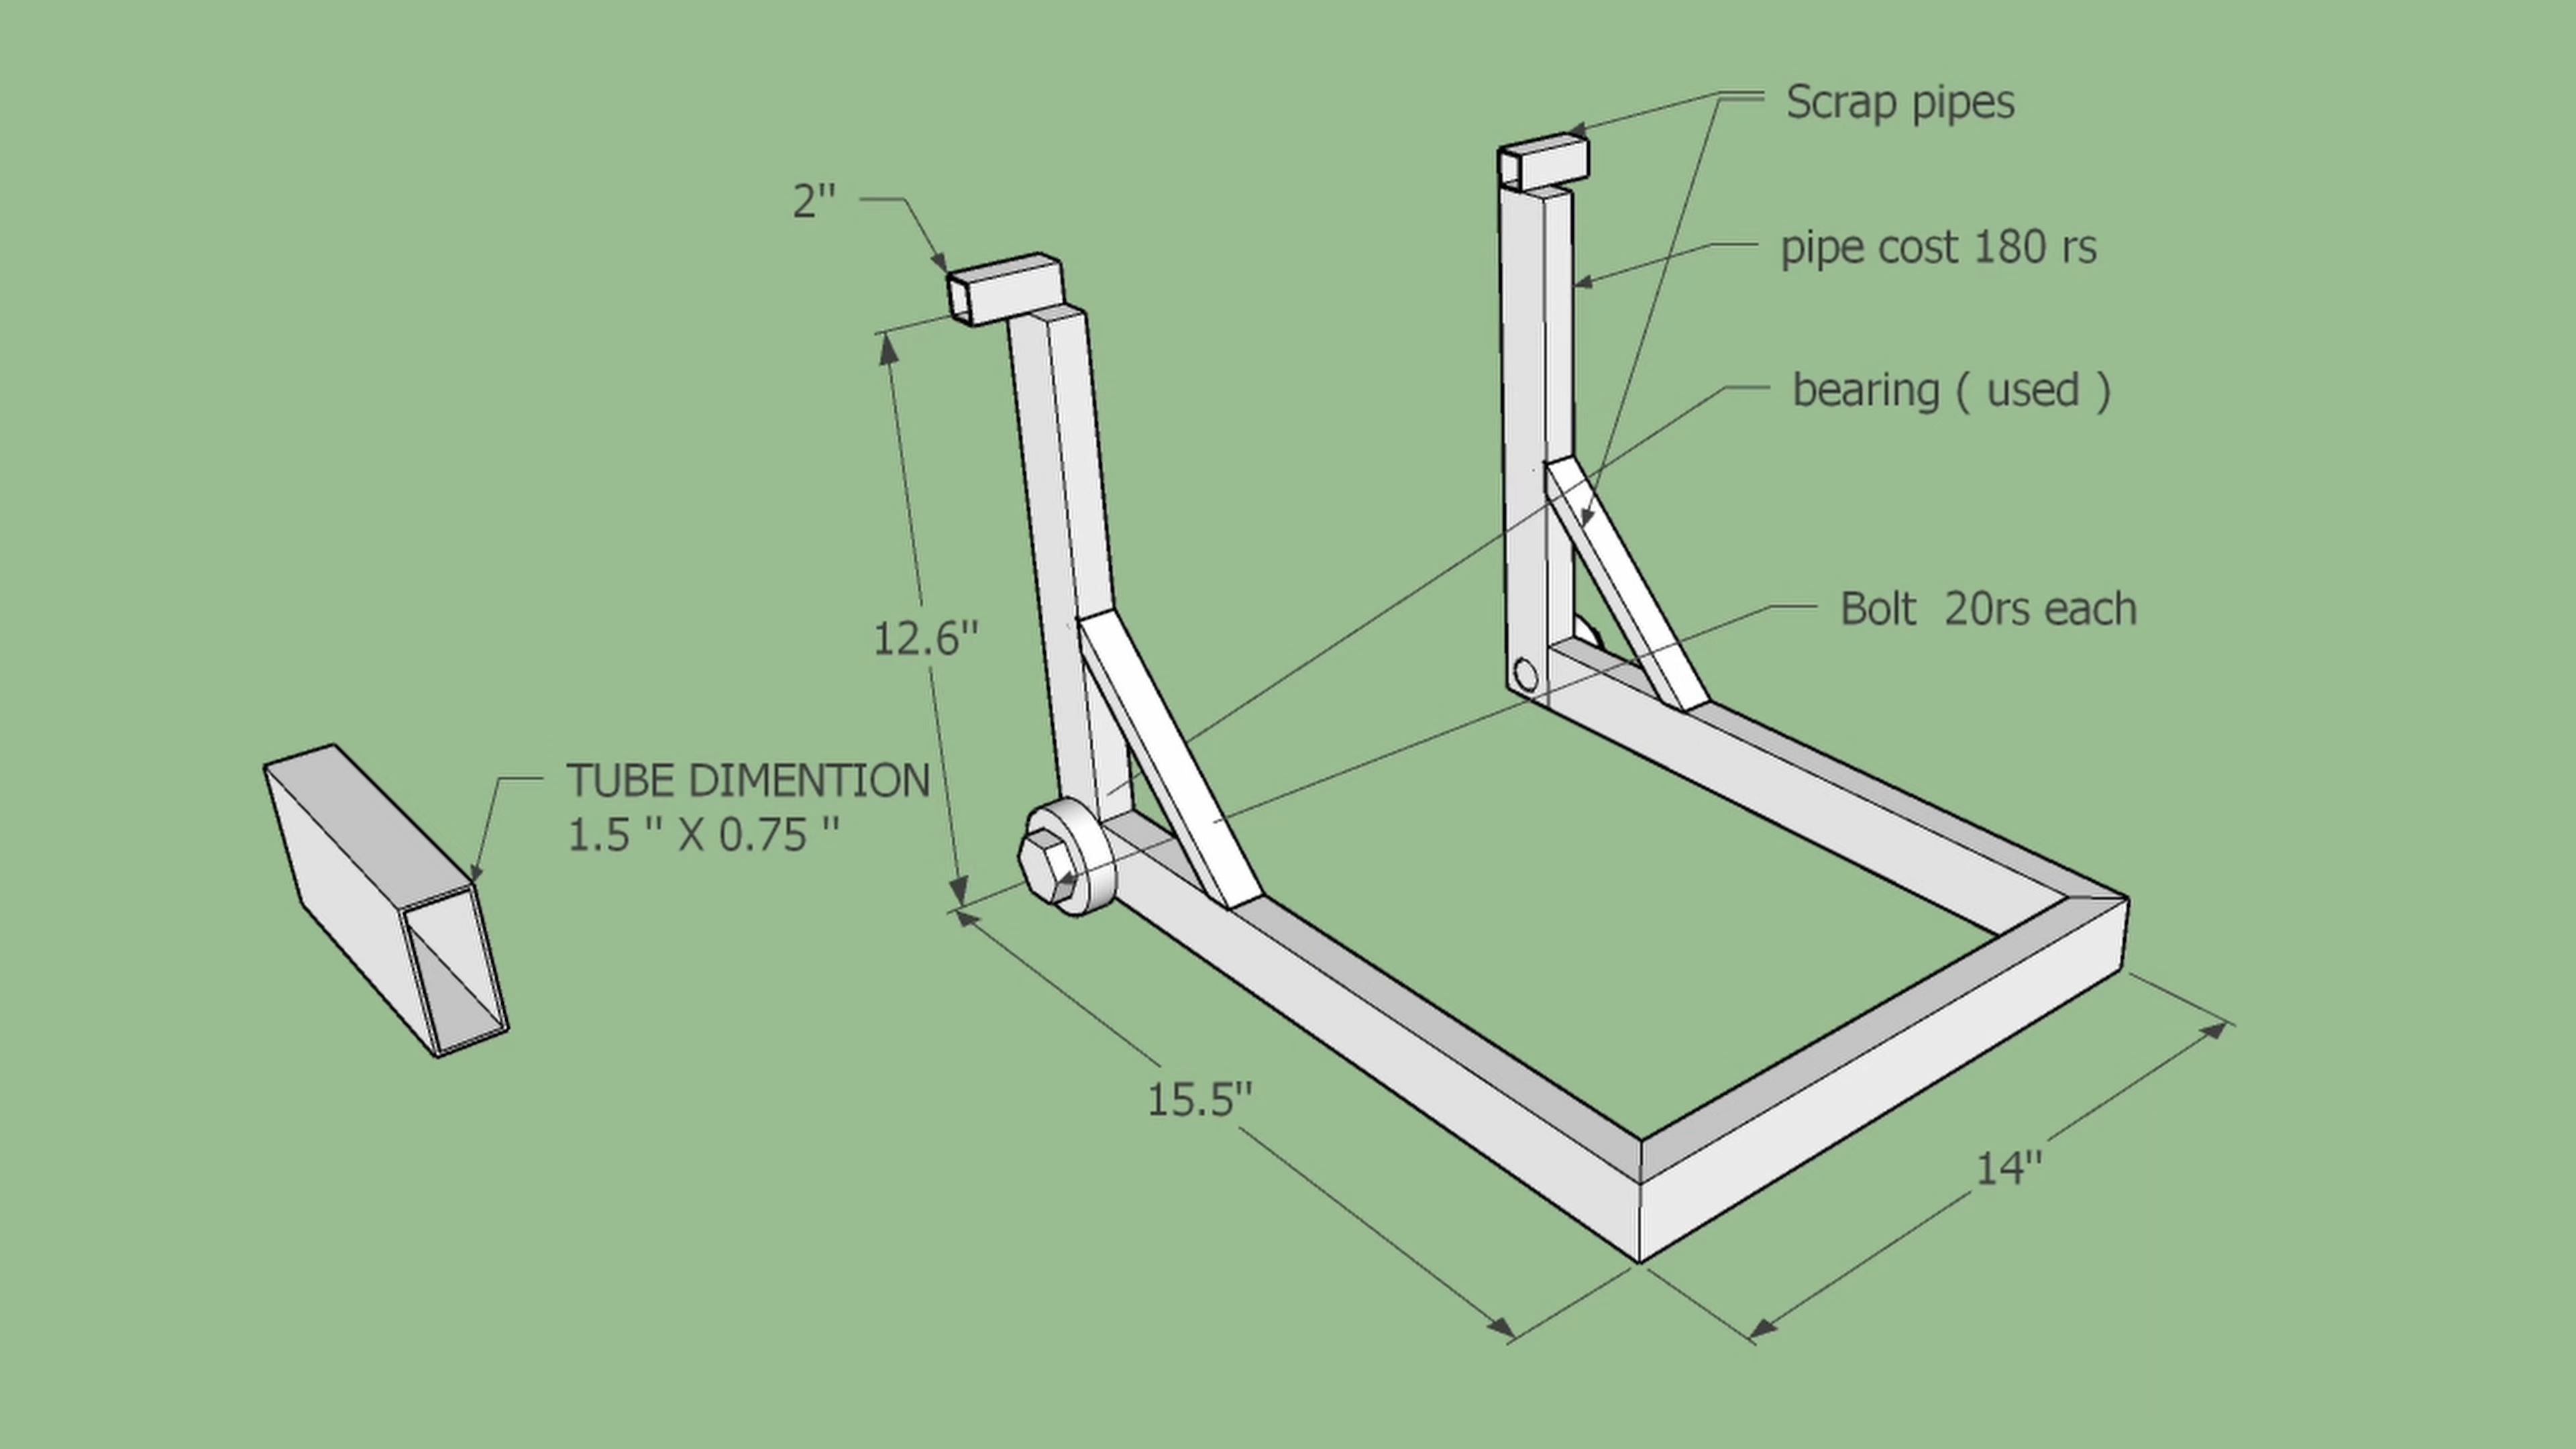 Scrap pipes
2"
pipe cost 180 rs
bearing ( used )
Bolt  20rs each
12.6"
TUBE DIMENTION
1.5 " X 0.75 "
15.5"
14"